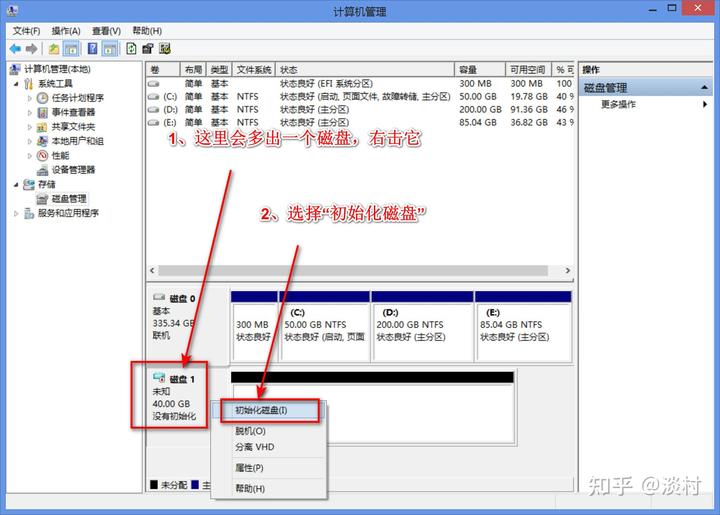 计算机管理
文件(F) 操作(A) 查看(V) 帮助(H)
计算机管理(本地)
系统工具
任务计划程序
事件查看器
共享文件夹
本地用户和组
性能
设备管理器
存储
磁盘管理
服务和应用程序
卷 布局 类型 文件系统 状态 容量 可用空间 % 可
简单 基本 状态良好 (EFI 系统分区) 300 MB 300 MB 100
(C:) 简单 基本 NTFS 状态良好 (启动, 页面文件, 故障转储, 主分区) 50.00 GB 19.78 GB 40 %
(D:) 简单 基本 NTFS 状态良好 (主分区) 200.00 GB 91.36 GB 46 %
(E:) 简单 基本 NTFS 状态良好 (主分区) 85.04 GB 36.82 GB 43 %
1、这里会多出一个磁盘，右击它
2、选择“初始化磁盘”
磁盘 0
基本
335.34 GB
联机
300 MB
状态良好
(C:)
50.00 GB NTFS
状态良好 (启动, 页面
(D:)
200.00 GB NTFS
状态良好 (主分区)
(E:)
85.04 GB NTFS
状态良好 (主分区)
磁盘 1
未知
40.00 GB
没有初始化
初始化磁盘(I)
脱机(O)
分离 VHD
属性(P)
帮助(H)
未分配 主
操作
磁盘管理
更多操作
知乎 @淡村